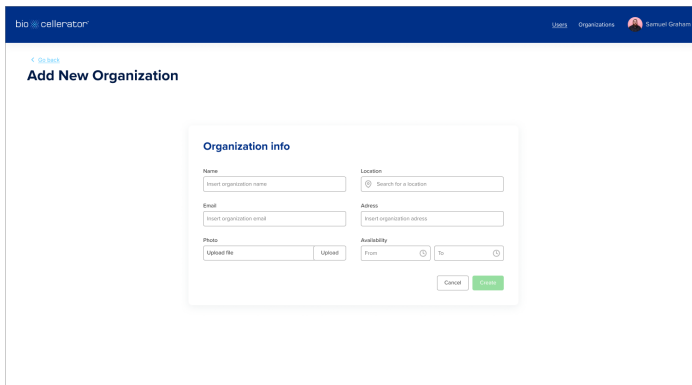 bio cellerator
Users Organizations Samuel Graham
Go back
Add New Organization
Organization info
Name Location
Insert organization name Search for a location
Email Adress
Insert organization email Insert organization adress
Photo Availability
Upload file Upload From To
Cancel Create